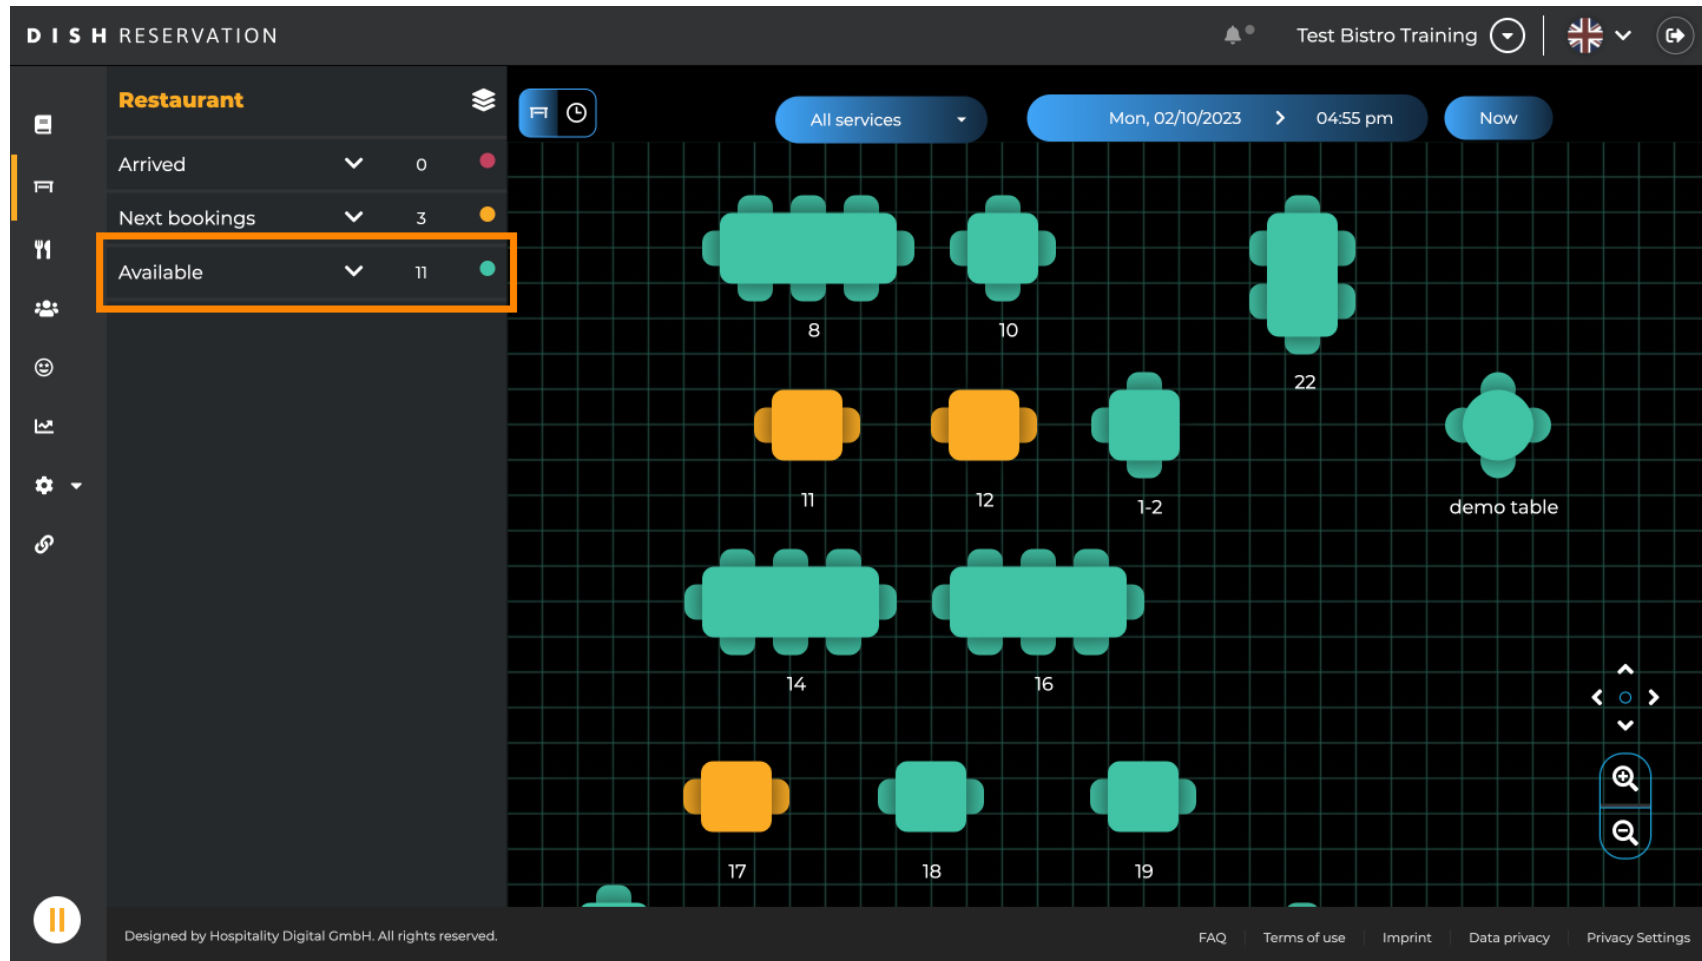 DISH RESERVATION
Test Bistro Training
Restaurant
All services
Mon, 02/10/2023
04:55 pm
Now
Arrived 0
Next bookings 3
Available 11
8
10
22
11
12
1-2
demo table
14
16
17
18
19
Designed by Hospitality Digital GmbH. All rights reserved.
FAQ
Terms of use
Imprint
Data privacy
Privacy Settings